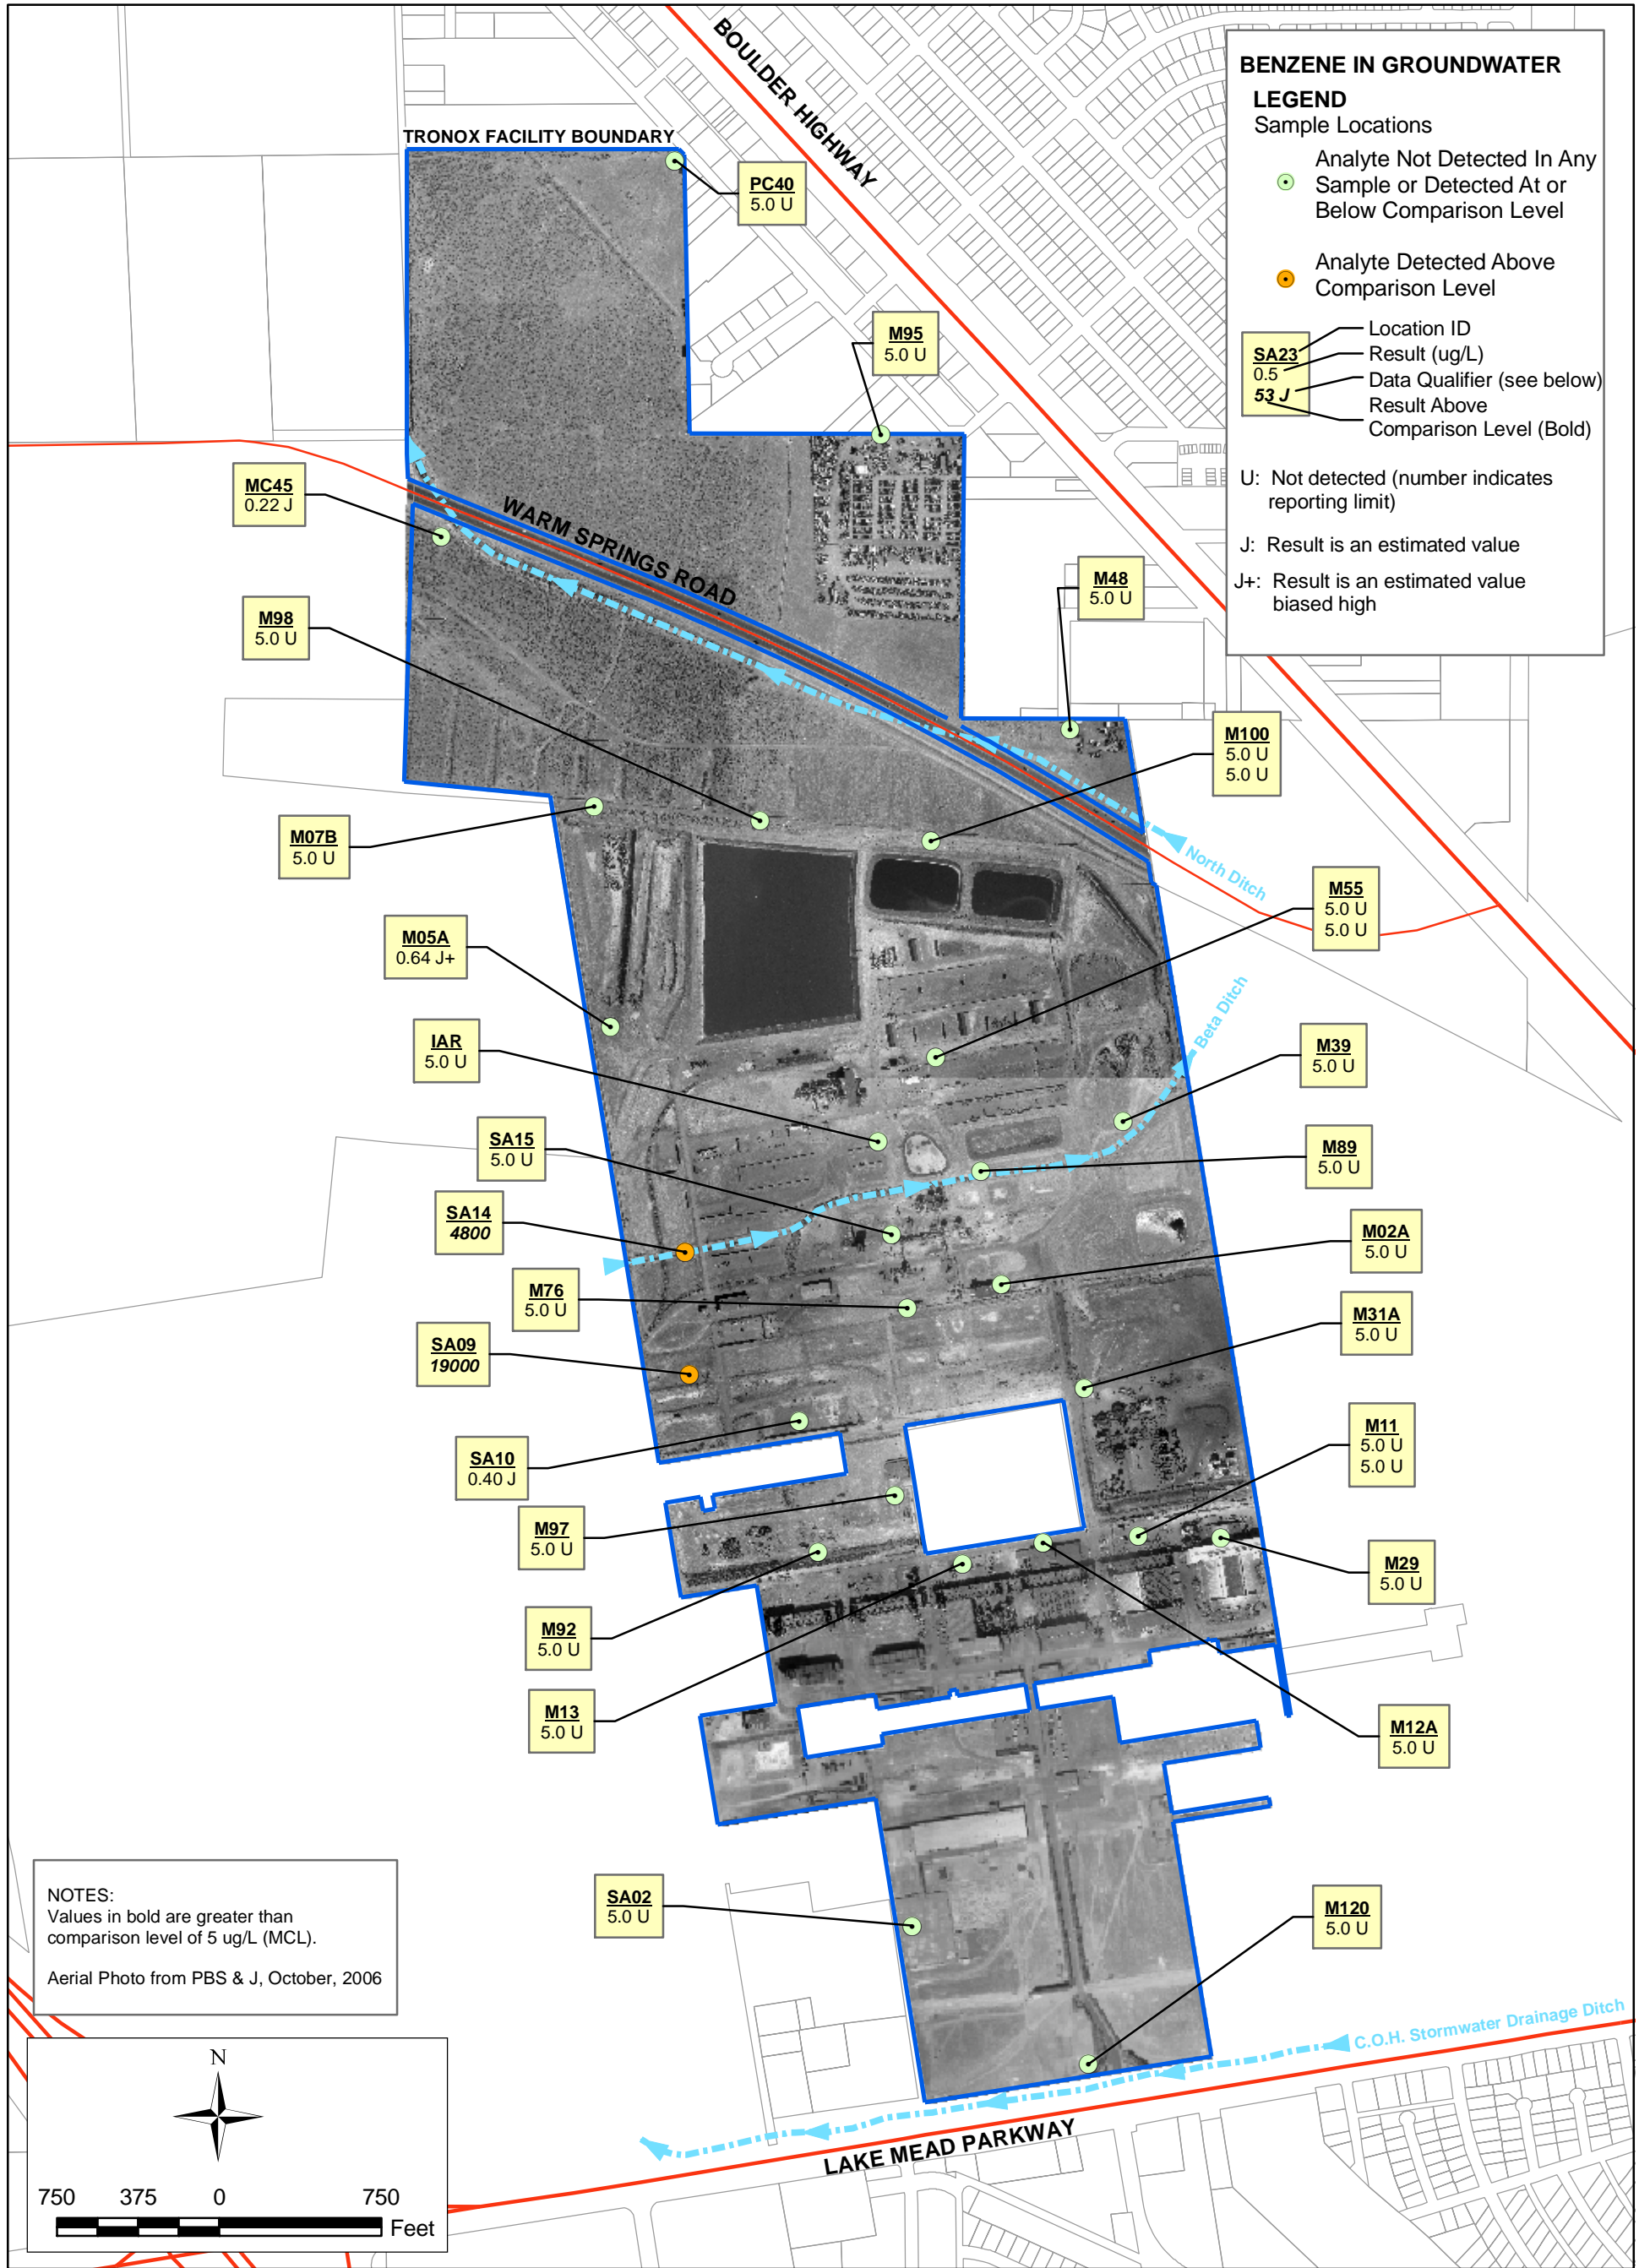 BOULDER HIGHWAY
TRONOX FACILITY BOUNDARY
BENZENE IN GROUNDWATER
LEGEND
Sample Locations
Analyte Not Detected In Any
Sample or Detected At or
Below Comparison Level
Analyte Detected Above
Comparison Level
SA23
0.5
53 J
Location ID
Result (ug/L)
Data Qualifier (see below)
Result Above
Comparison Level (Bold)
U: Not detected (number indicates
reporting limit)
J: Result is an estimated value
J+: Result is an estimated value
biased high
PC40
5.0 U
M95
5.0 U
MC45
0.22 J
WARM SPRINGS ROAD
M48
5.0 U
M98
5.0 U
M100
5.0 U
5.0 U
M07B
5.0 U
North Ditch
M55
5.0 U
5.0 U
M05A
0.64 J+
Beta Ditch
IAR
5.0 U
M39
5.0 U
SA15
5.0 U
M89
5.0 U
SA14
4800
M02A
5.0 U
M76
5.0 U
M31A
5.0 U
SA09
19000
M11
5.0 U
5.0 U
SA10
0.40 J
M97
5.0 U
M29
5.0 U
M92
5.0 U
M13
5.0 U
M12A
5.0 U
SA02
5.0 U
M120
5.0 U
NOTES:
Values in bold are greater than
comparison level of 5 ug/L (MCL).
Aerial Photo from PBS & J, October, 2006
C.O.H. Stormwater Drainage Ditch
LAKE MEAD PARKWAY
N
750 375 0 750
Feet